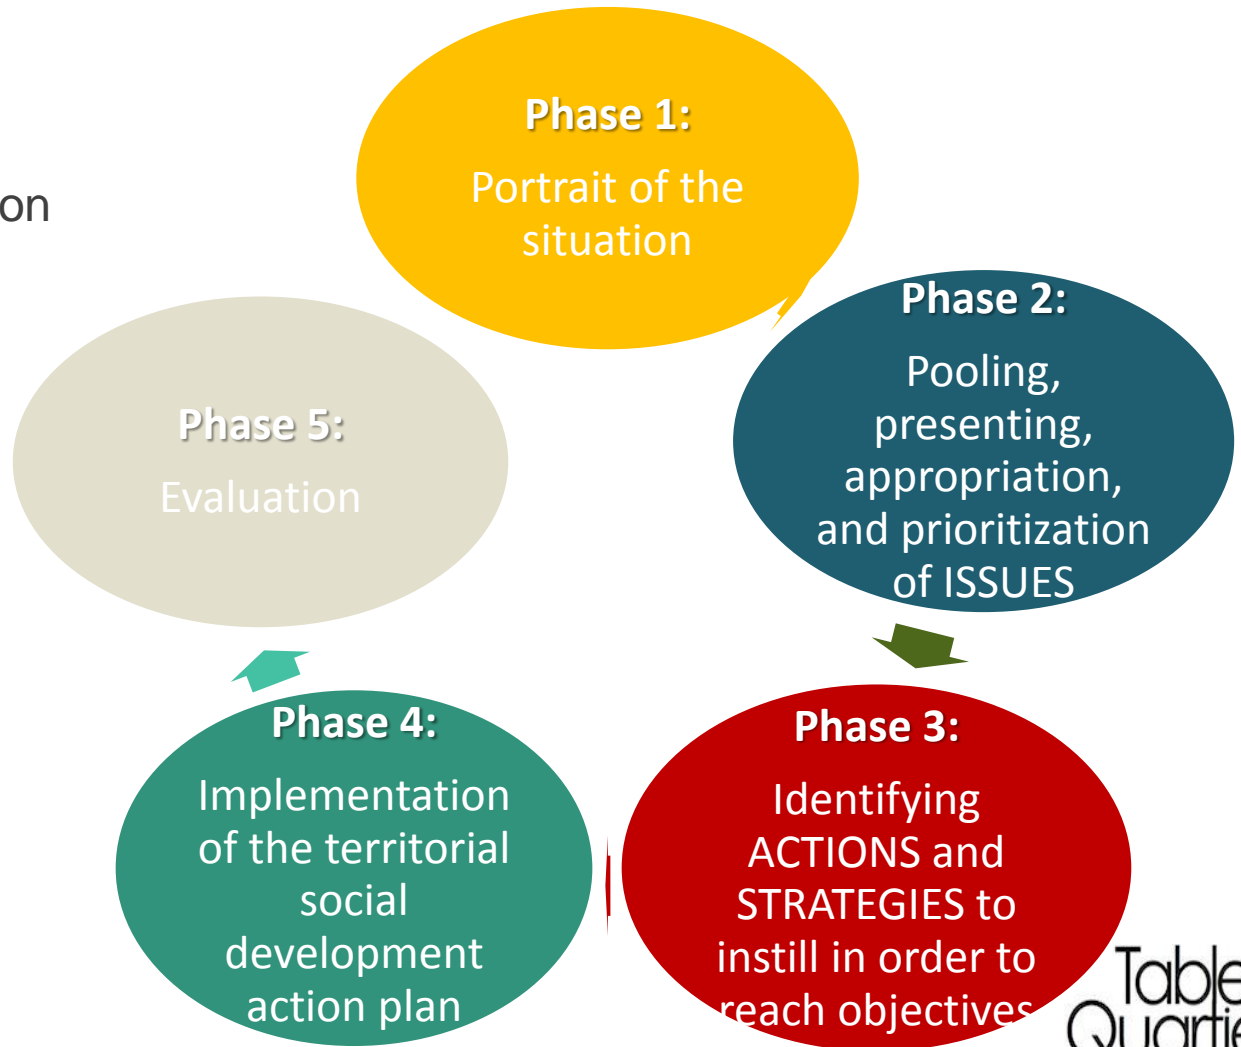 on
Phase 1:
Portrait of the
situation
Phase 2:
Pooling,
presenting,
appropriation,
and prioritization
of ISSUES
Phase 3:
Identifying
ACTIONS and
STRATEGIES to
instill in order to
reach objectives
Phase 4:
Implementation
of the territorial
social
development
action plan
Phase 5:
Evaluation
Table
Quartie